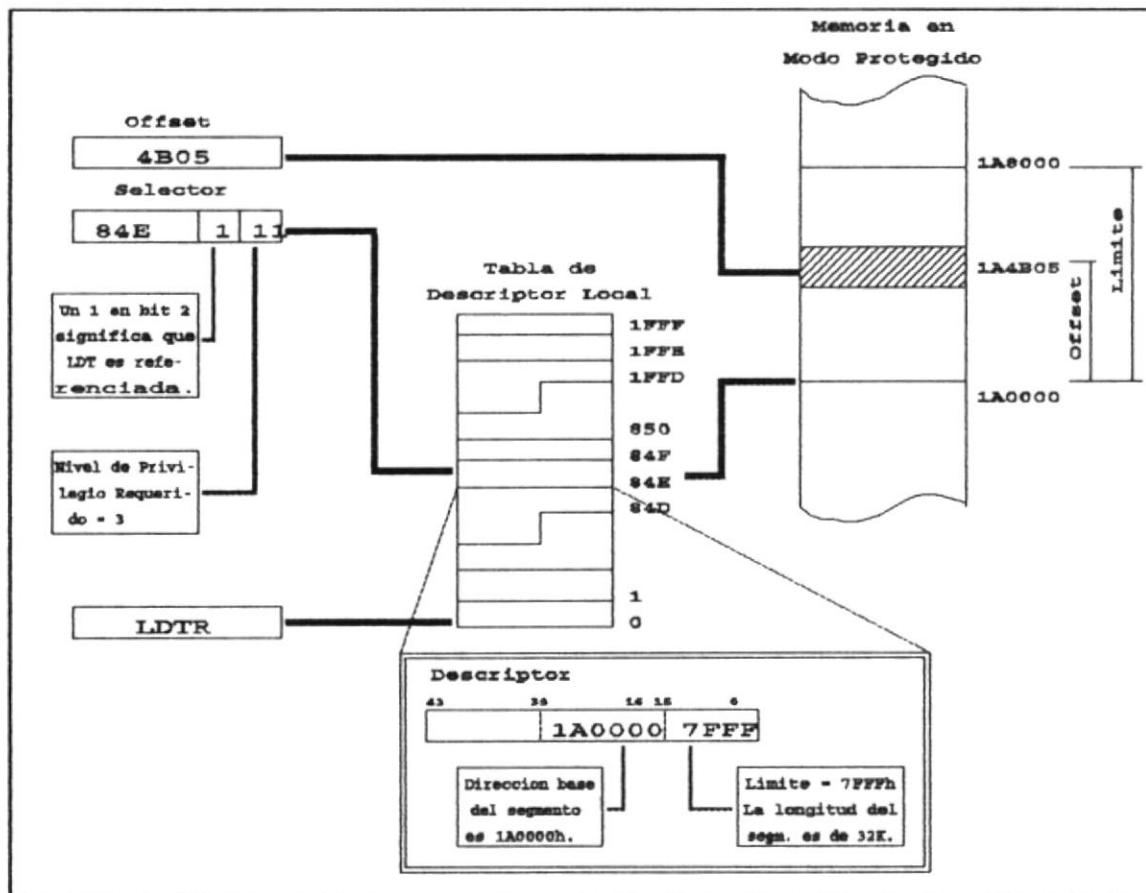 Memoria en
Modo Protegido
Offset
4B05
Selector
84E 1 11
Un 1 en bit 2
significa que
LDT es refe-
renciada.
Nivel de Privi-
legio Requeri-
do = 3
LDTR
Tabla de
Descriptor Local
1FFF
1FFE
1FFD
850
84F
84E
84D
1
0
1A8000
1A4B05
1A0000
Offset
Limite
Descriptor
16 15
1A0000 7FFF
Direccion base
del segmento
es 1A0000h.
Limite = 7FFFh
La longitud del
segm. es de 32K.